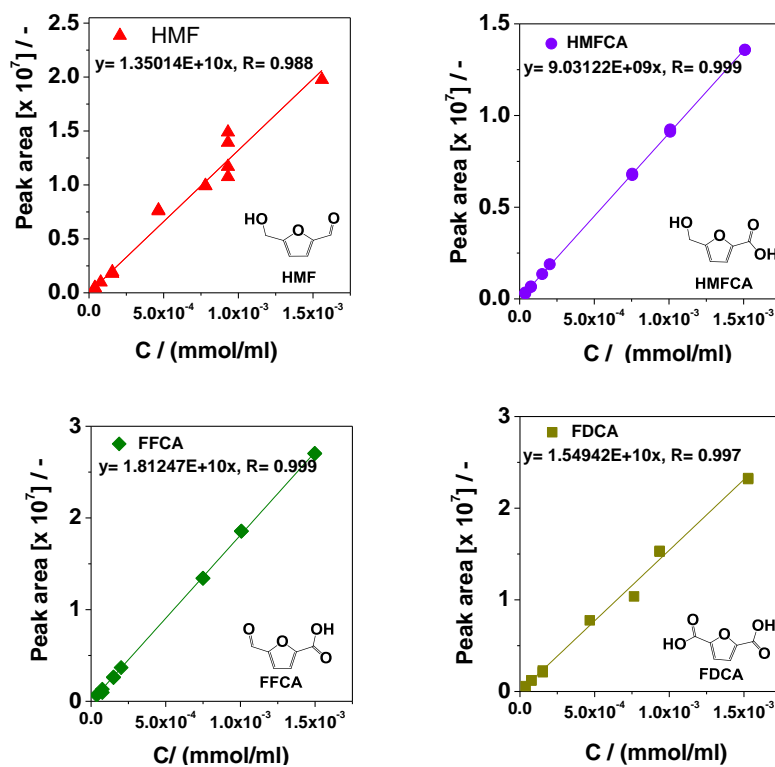 HMF
y= 1.35014E+10x, R= 0.988
Peak area [x 10⁷] / -
2.5
2.0
1.5
1.0
0.5
0.0
HO
O
O
HMF
0.0
5.0x10⁻⁴
1.0x10⁻³
1.5x10⁻³
C / (mmol/ml)
HMFCA
y= 9.03122E+09x, R= 0.999
Peak area [x 10⁷] / -
1.5
1.0
0.5
0.0
HO
O
O
OH
HMFCA
0.0
5.0x10⁻⁴
1.0x10⁻³
1.5x10⁻³
C / (mmol/ml)
FFCA
y= 1.81247E+10x, R= 0.999
Peak area [x 10⁷] / -
3
2
1
0
O
O
OH
O
FFCA
0.0
5.0x10⁻⁴
1.0x10⁻³
1.5x10⁻³
C/ (mmol/ml)
FDCA
y= 1.54942E+10x, R= 0.997
Peak area [x 10⁷] / -
3
2
1
0
O
HO
O
OH
O
FDCA
0.0
5.0x10⁻⁴
1.0x10⁻³
1.5x10⁻³
C / (mmol/ml)